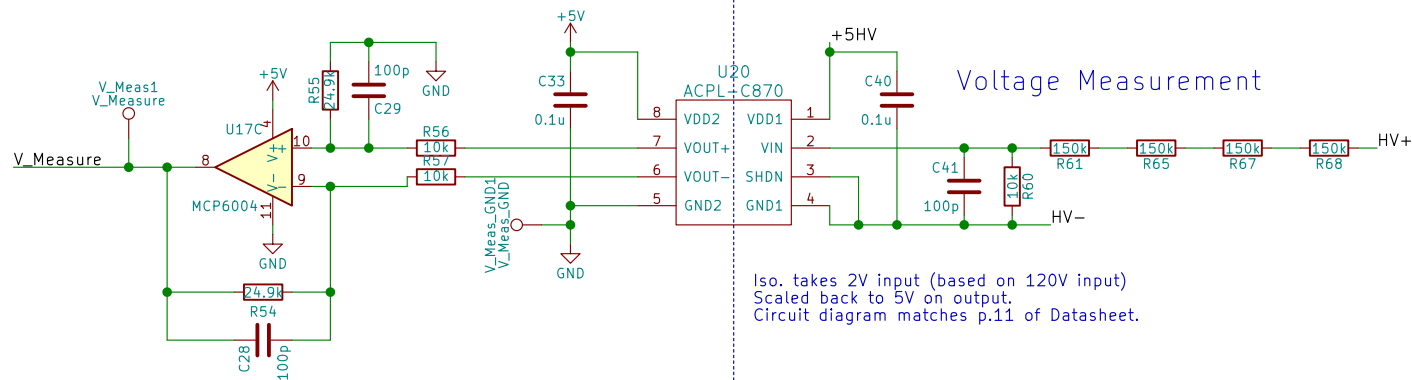 +5V
+5HV
U20
ACPL-C870
Voltage Measurement
V_Meas1
V_Measure
+5V
R55
24.9k
100p
C29
GND
C33
0.1u
C40
0.1u
U17C
4
10
V+
+
8
V_Measure
V-
-
9
MCP6004
11
GND
R56
10k
R57
10k
8
VDD2
VDD1
1
7
VOUT+
VIN
2
6
VOUT-
SHDN
3
5
GND2
GND1
4
V_Meas_GND1
V_Meas_GND
GND
C41
100p
10k
R60
150k
R61
150k
R65
150k
R67
150k
R68
HV+
HV-
24.9k
R54
C28
100p
Iso. takes 2V input (based on 120V input)
Scaled back to 5V on output.
Circuit diagram matches p.11 of Datasheet.